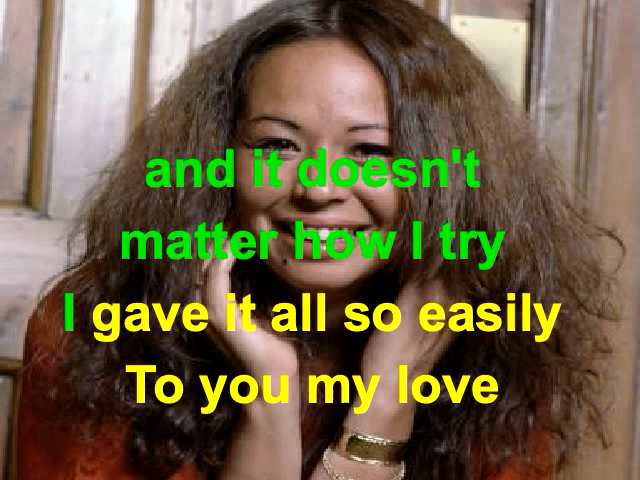 and it doesn't
matter how I try
I gave it all so easily
To you my love